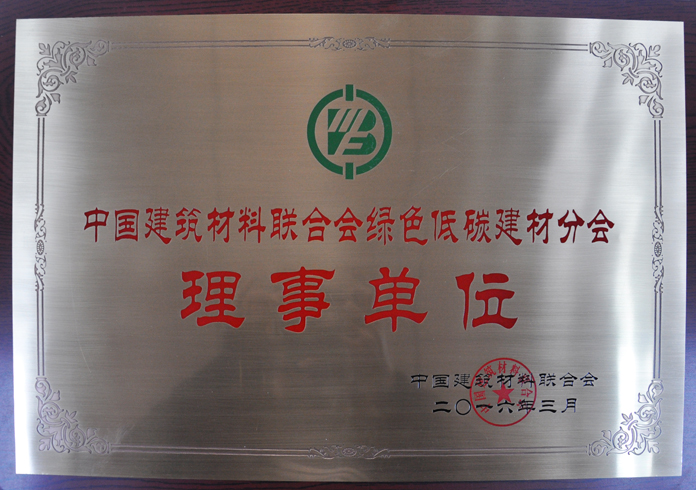 中国建筑材料联合会绿色低碳建材分会
理事单位
中国建筑材料联合会
二〇一六年三月